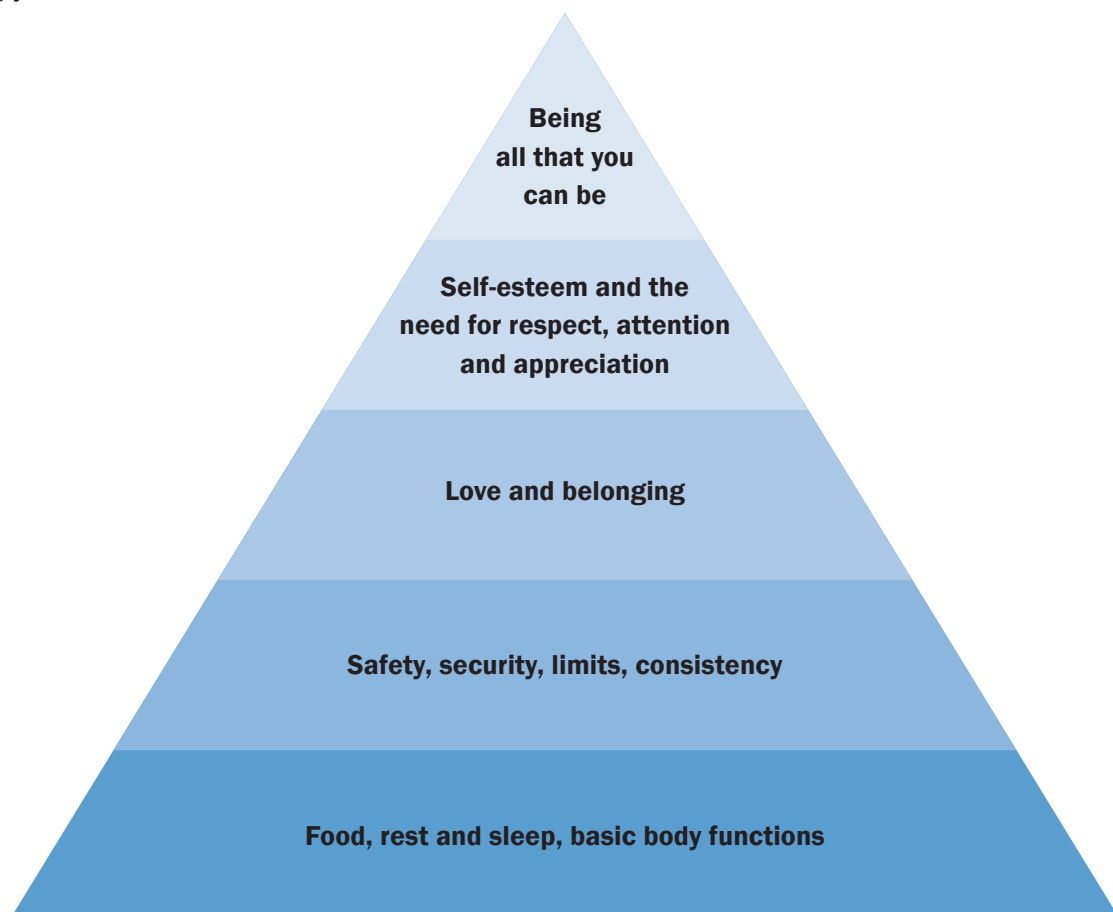 Being
all that you
can be
Self-esteem and the
need for respect, attention
and appreciation
Love and belonging
Safety, security, limits, consistency
Food, rest and sleep, basic body functions